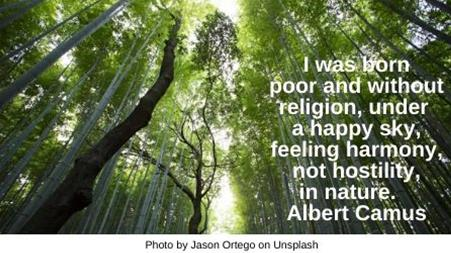 I was born
poor and without
religion, under
a happy sky,
feeling harmony,
not hostility,
in nature.
Albert Camus
Photo by Jason Ortego on Unsplash